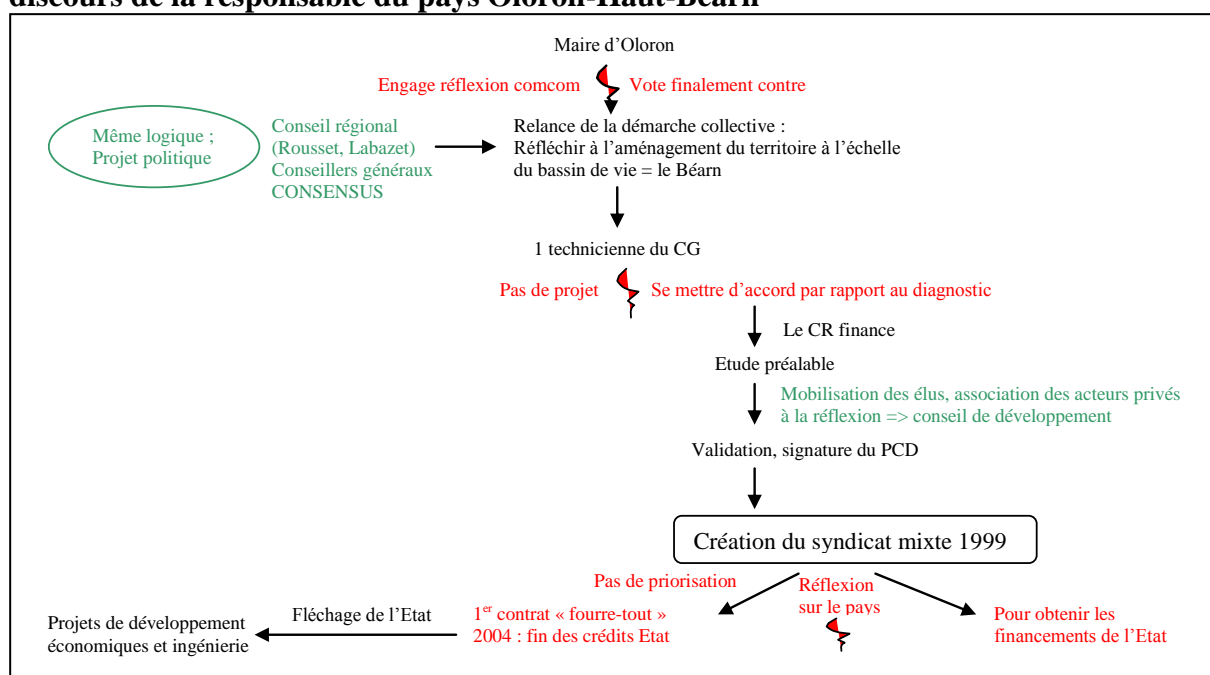 discours de la responsable du pays Oloron-Haut-Béarn
Maire d'Oloron
Engage réflexion comcom
Vote finalement contre
Même logique ;
Projet politique
Conseil régional
(Rousset, Labazet)
Conseillers généraux
CONSENSUS
Relance de la démarche collective :
Réfléchir à l'aménagement du territoire à l'échelle
du bassin de vie = le Béarn
1 technicienne du CG
Pas de projet
Se mettre d'accord par rapport au diagnostic
Le CR finance
Etude préalable
Mobilisation des élus, association des acteurs privés
à la réflexion => conseil de développement
Validation, signature du PCD
Création du syndicat mixte 1999
Pas de priorisation
Réflexion
sur le pays
Projets de développement
économiques et ingénierie
Fléchage de l'Etat
1er contrat « fourre-tout »
2004 : fin des crédits Etat
Pour obtenir les
financements de l'Etat